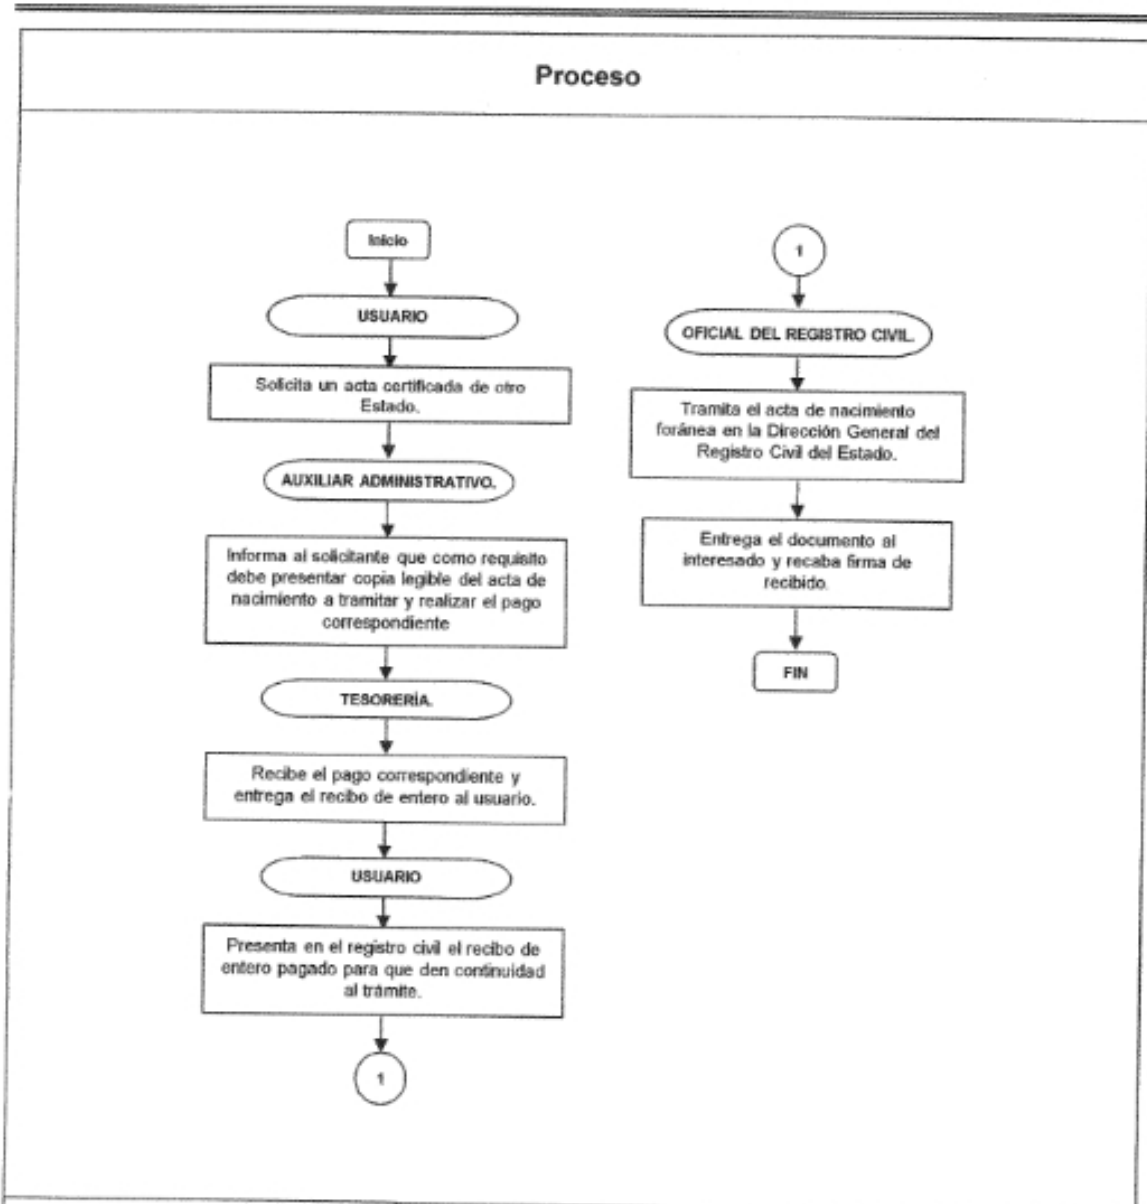 Proceso
Inicio
USUARIO
Solicita un acta certificada de otro
Estado.
AUXILIAR ADMINISTRATIVO.
Informa al solicitante que como requisito
debe presentar copia legible del acta de
nacimiento a tramitar y realizar el pago
correspondiente
TESORERÍA.
Recibe el pago correspondiente y
entrega el recibo de entero al usuario.
USUARIO
Presenta en el registro civil el recibo de
entero pagado para que den continuidad
al trámite.
1
1
OFICIAL DEL REGISTRO CIVIL.
Tramita el acta de nacimiento
foránea en la Dirección General del
Registro Civil del Estado.
Entrega el documento al
interesado y recaba firma de
recibido.
FIN